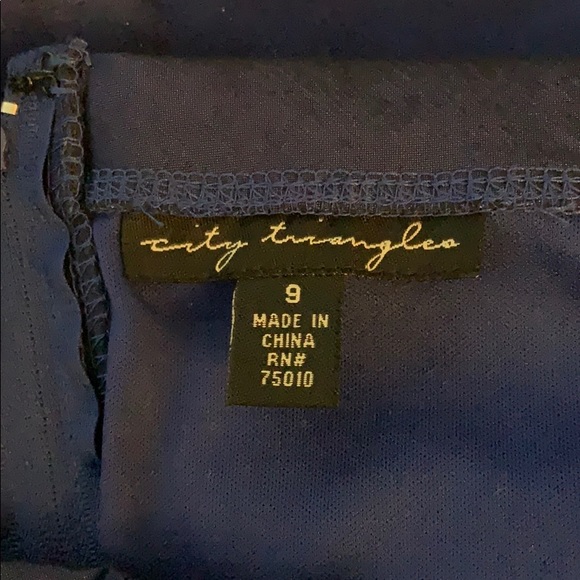 city triangles
9
MADE IN
CHINA
RN#
75010